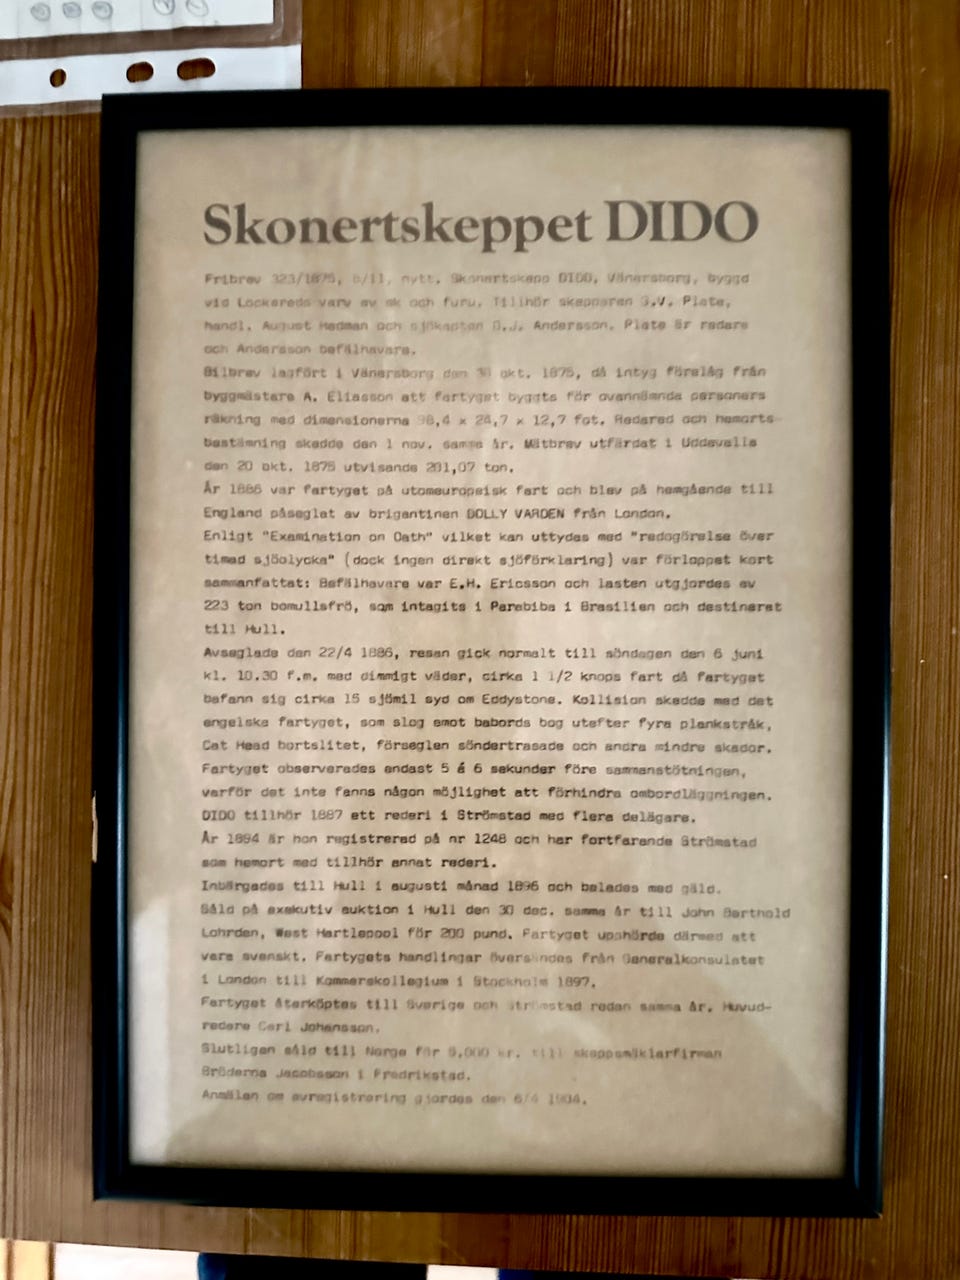 Skonertskeppet DIDO
Fribrev 323/1875, 6/11, nytt. Skonertskepp DIDO, Vänersborg, byggd
vid Lockereds varv av ek och furu. Tillhör skepparen G.V. Plate,
handl. August Hedman och sjökapten O.J. Andersson. Plate är redare
och Andersson befälhavare.
Bilbrev lagfört i Vänersborg den okt. 1875, då intyg förelåg från
byggmästare A. Eliasson att fartyget byggts för ovannämnda personers
räkning med dimensionerna 98,4 x 24,7 x 12,7 fot. Redared och hemorts-
bestämning skedde den 1 nov. samma år. Mätbrev utfärdat i Uddevalla
den 20 okt. 1875 utvisande 201,07 ton.
År 1886 var fartyget på utomeuropeisk fart och blev på hemgående till
England påseglat av brigantinen DOLLY VARDEN från London.
Enligt "Examination on Oath" vilket kan uttydas med "redogörelse över
timad sjöolycka" (dock ingen direkt sjöförklaring) var förloppet kort
sammanfattat: Befälhavare var E.H. Ericsson och lasten utgjordes av
223 ton bomullsfrö, som intagits i Parabiba i Brasilien och destinerat
till Hull.
Avseglade den 22/4 1886, resan gick normalt till söndagen den 6 juni
kl. 10.30 f.m. med dimmigt väder, cirka 1 1/2 knops fart då fartyget
befann sig cirka 15 sjömil syd om Eddystone. Kollision skedde med det
engelska fartyget, som slog emot babords bog utefter fyra plankstråk,
Cat Head bortslitet, förseglen söndertrasade och andra mindre skador.
Fartyget observerades endast 5 á 6 sekunder före sammanstötningen,
varför det inte fanns någon möjlighet att förhindra ombordläggningen.
DIDO tillhör 1887 ett rederi i Strömstad med flera delägare.
År 1894 är hon registrerad på nr 1248 och har fortfarande Strömstad
som hemort med tillhör annat rederi.
Inbärgades till Hull i augusti månad 1896 och belades med gäld.
Såld på exekutiv auktion i Hull den 30 dec. samma år till John Berthold
Lohrden, West Hartlepool för 200 pund. Fartyget upphörde därmed att
vara svenskt. Fartygets handlingar översändes från Generalkonsulatet
i London till Kommerskollegium i Stockholm 1897.
Fartyget återköptes till Sverige och Strömstad redan samma år. Huvud-
redare Carl Johansson.
Slutligen såld till Norge för kr. till skeppsmäklarfirman
Bröderna Jacobsson i Fredrikstad.
Anmälan om avregistrering gjordes den 6/4 1904.